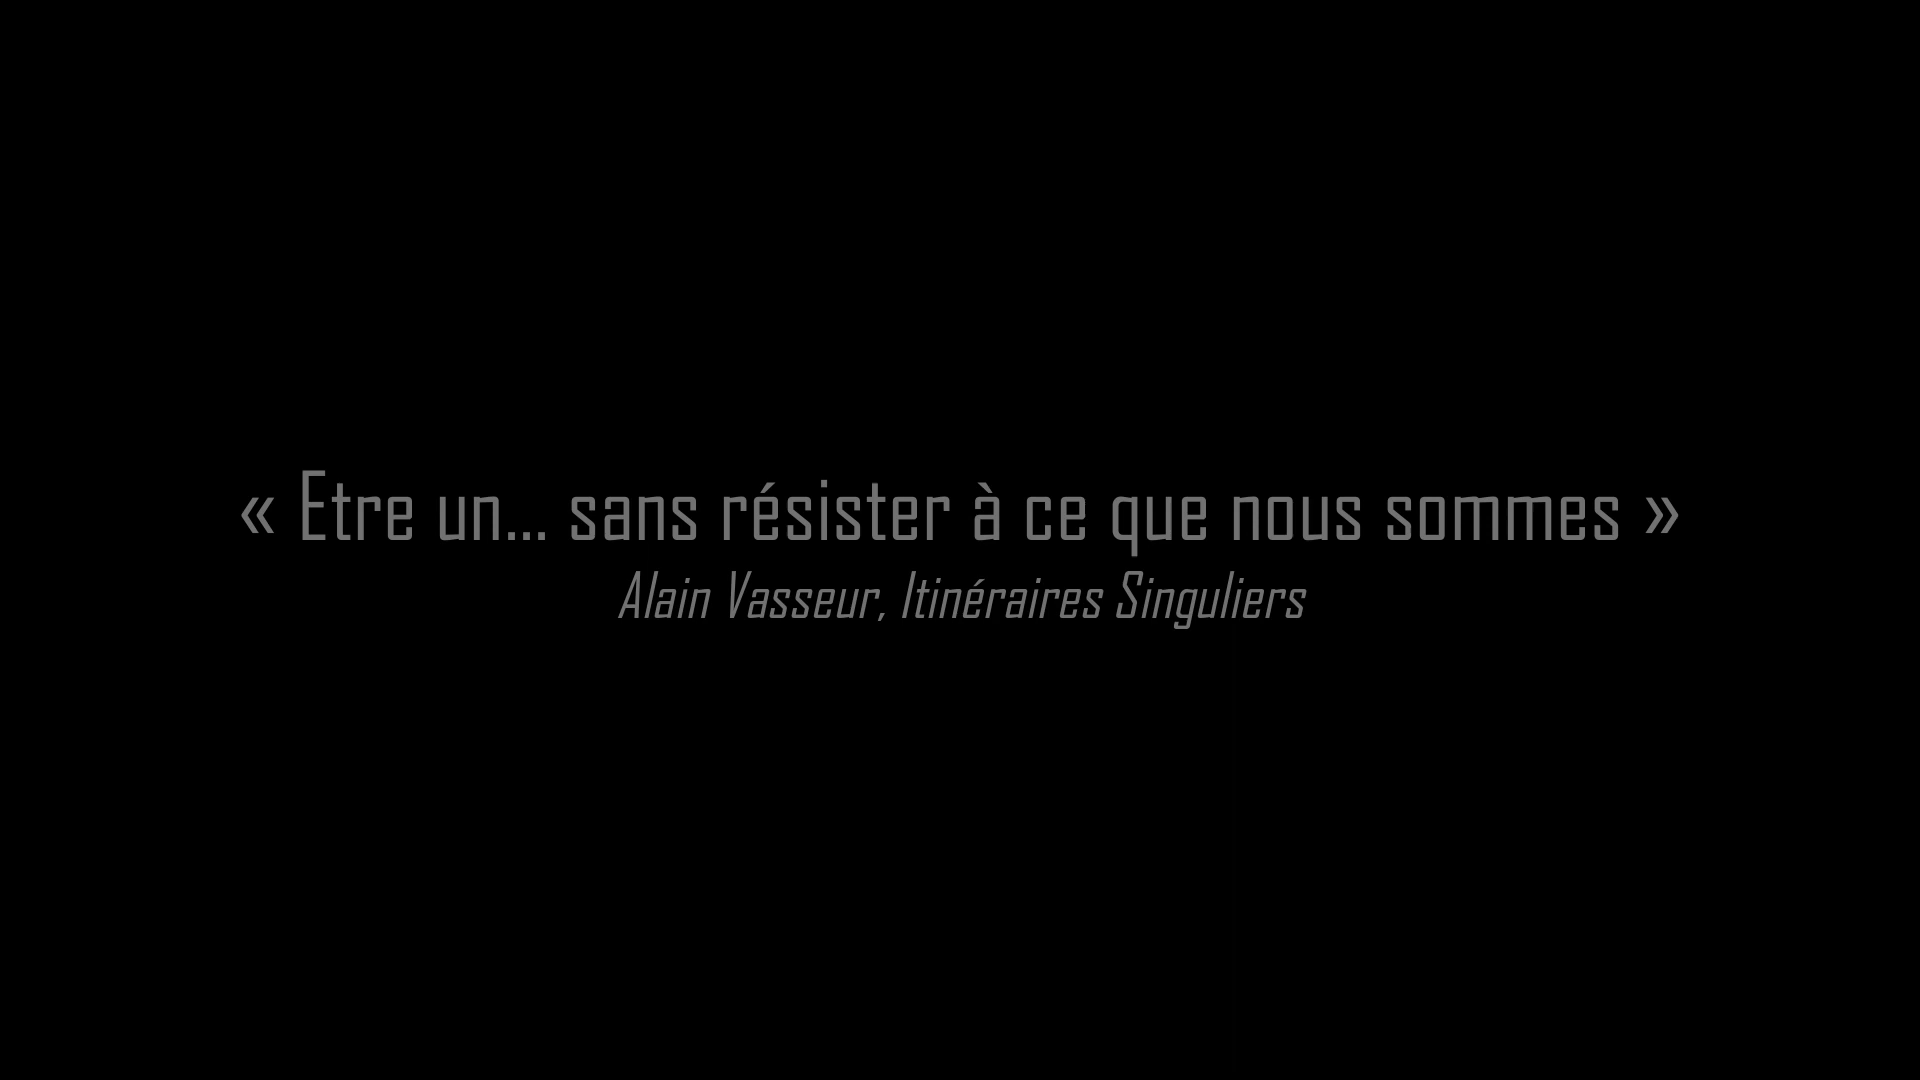 « Etre un... sans résister à ce que nous sommes »
Alain Vasseur, Itinéraires Singuliers